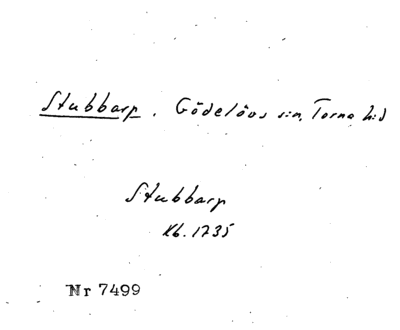 Stubbarp. Gödelövs sn, Torna hd
Stubbarp
Kb. 1735
Nr 7499